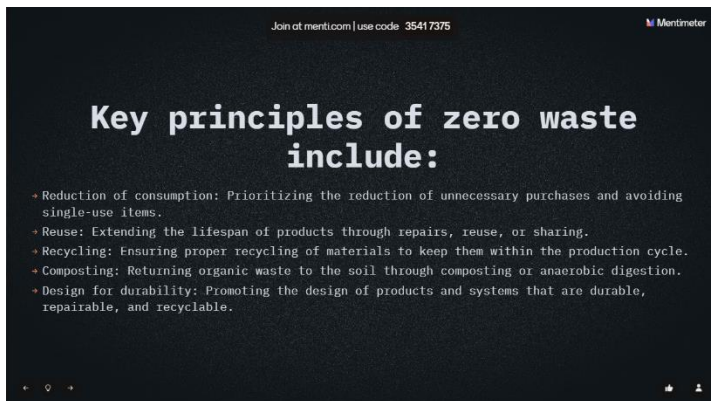 Join at menti.com | use code 3541 7375
Mentimeter
Key principles of zero waste
include:
→ Reduction of consumption: Prioritizing the reduction of unnecessary purchases and avoiding
single-use items.
→ Reuse: Extending the lifespan of products through repairs, reuse, or sharing.
→ Recycling: Ensuring proper recycling of materials to keep them within the production cycle.
→ Composting: Returning organic waste to the soil through composting or anaerobic digestion.
→ Design for durability: Promoting the design of products and systems that are durable,
repairable, and recyclable.